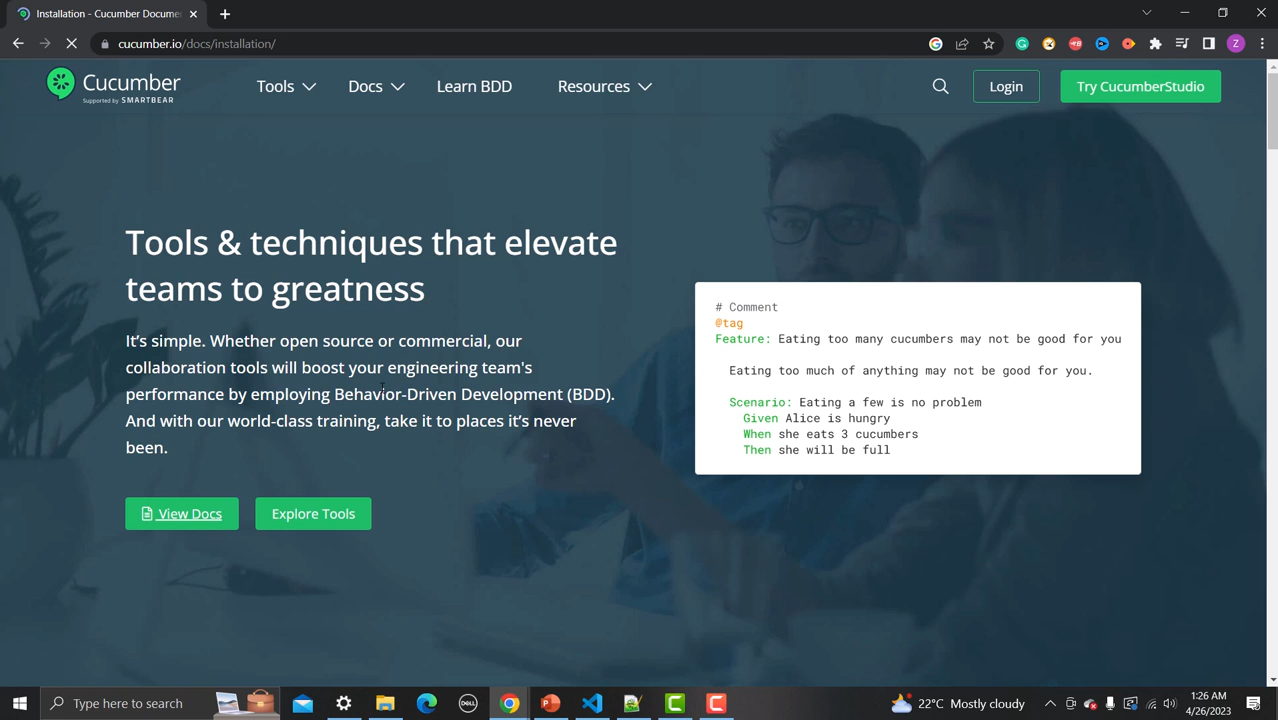 Installation - Cucumber Docume
cucumber.io/docs/installation/
Cucumber
Supported by SMARTBEAR
Tools
Docs
Learn BDD
Resources
Login
Try CucumberStudio
Tools & techniques that elevate
teams to greatness
It's simple. Whether open source or commercial, our
collaboration tools will boost your engineering team's
performance by employing Behavior-Driven Development (BDD).
And with our world-class training, take it to places it's never
been.
View Docs
Explore Tools
# Comment
@tag
Feature: Eating too many cucumbers may not be good for you
Eating too much of anything may not be good for you.
Scenario: Eating a few is no problem
Given Alice is hungry
When she eats 3 cucumbers
Then she will be full
Type here to search
DELL
22°C Mostly cloudy
1:26 AM
4/26/2023